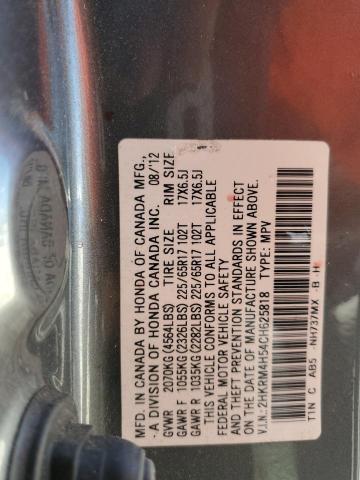 MFD. IN CANADA BY HONDA OF CANADA MFG.,
- A DIVISION OF HONDA CANADA INC. 08/12
GVWR 2070KG(4564LBS) TIRE SIZE RIM SIZE
GAWR F 1055KG(2326LBS) 225/65R17 102T 17X6.5J
GAWR R 1035KG(2282LBS) 225/65R17 102T 17X6.5J
THIS VEHICLE CONFORMS TO ALL APPLICABLE
FEDERAL MOTOR VEHICLE SAFETY
AND THEFT PREVENTION STANDARDS IN EFFECT
ON THE DATE OF MANUFACTURE SHOWN ABOVE.
V.I.N.: 2HKRM4H54CH625818 TYPE: MPV
T1N C AB5 -NH737MX -B -H